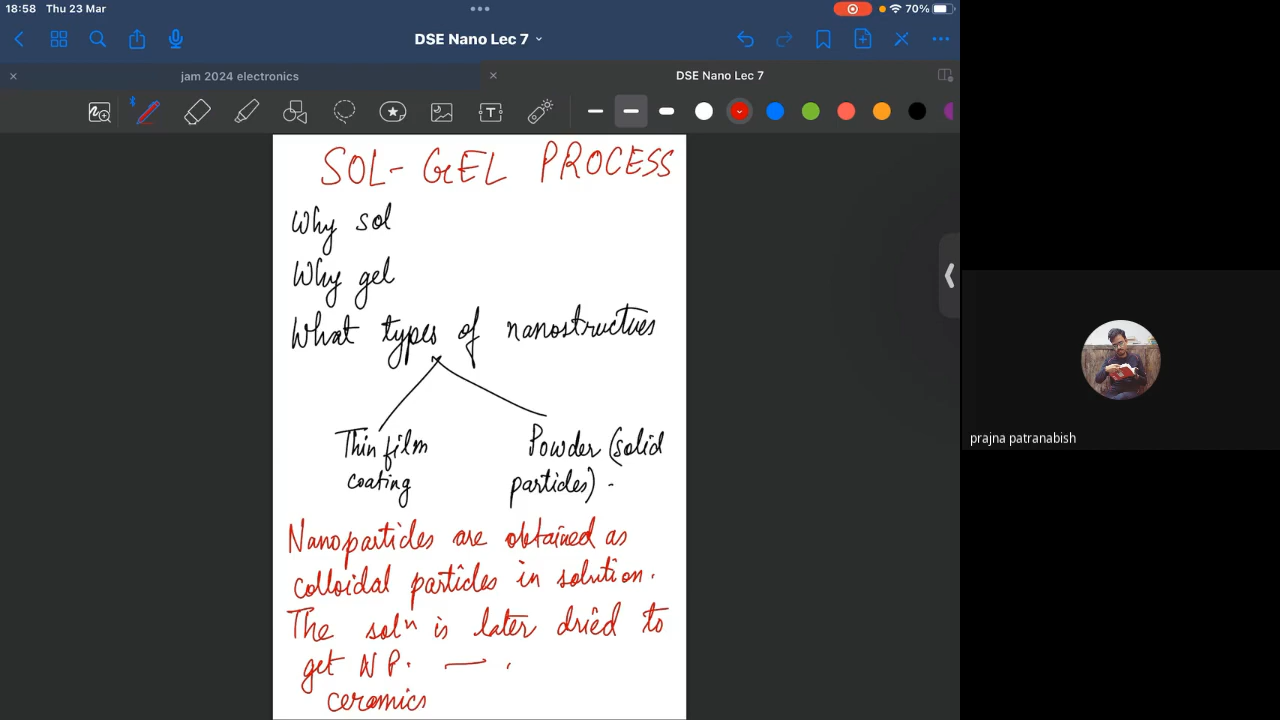 18:58 Thu 23 Mar
70%
DSE Nano Lec 7
jam 2024 electronics
DSE Nano Lec 7
SOL-GEL PROCESS
Why sol
Why gel
What types of nanostructues
Thin film
coating
Powder (solid
particles) -
Nanoparticles are obtained as
colloidal particles in solution.
The solⁿ is later dried to
get NP. — .
ceramics
prajna patranabish